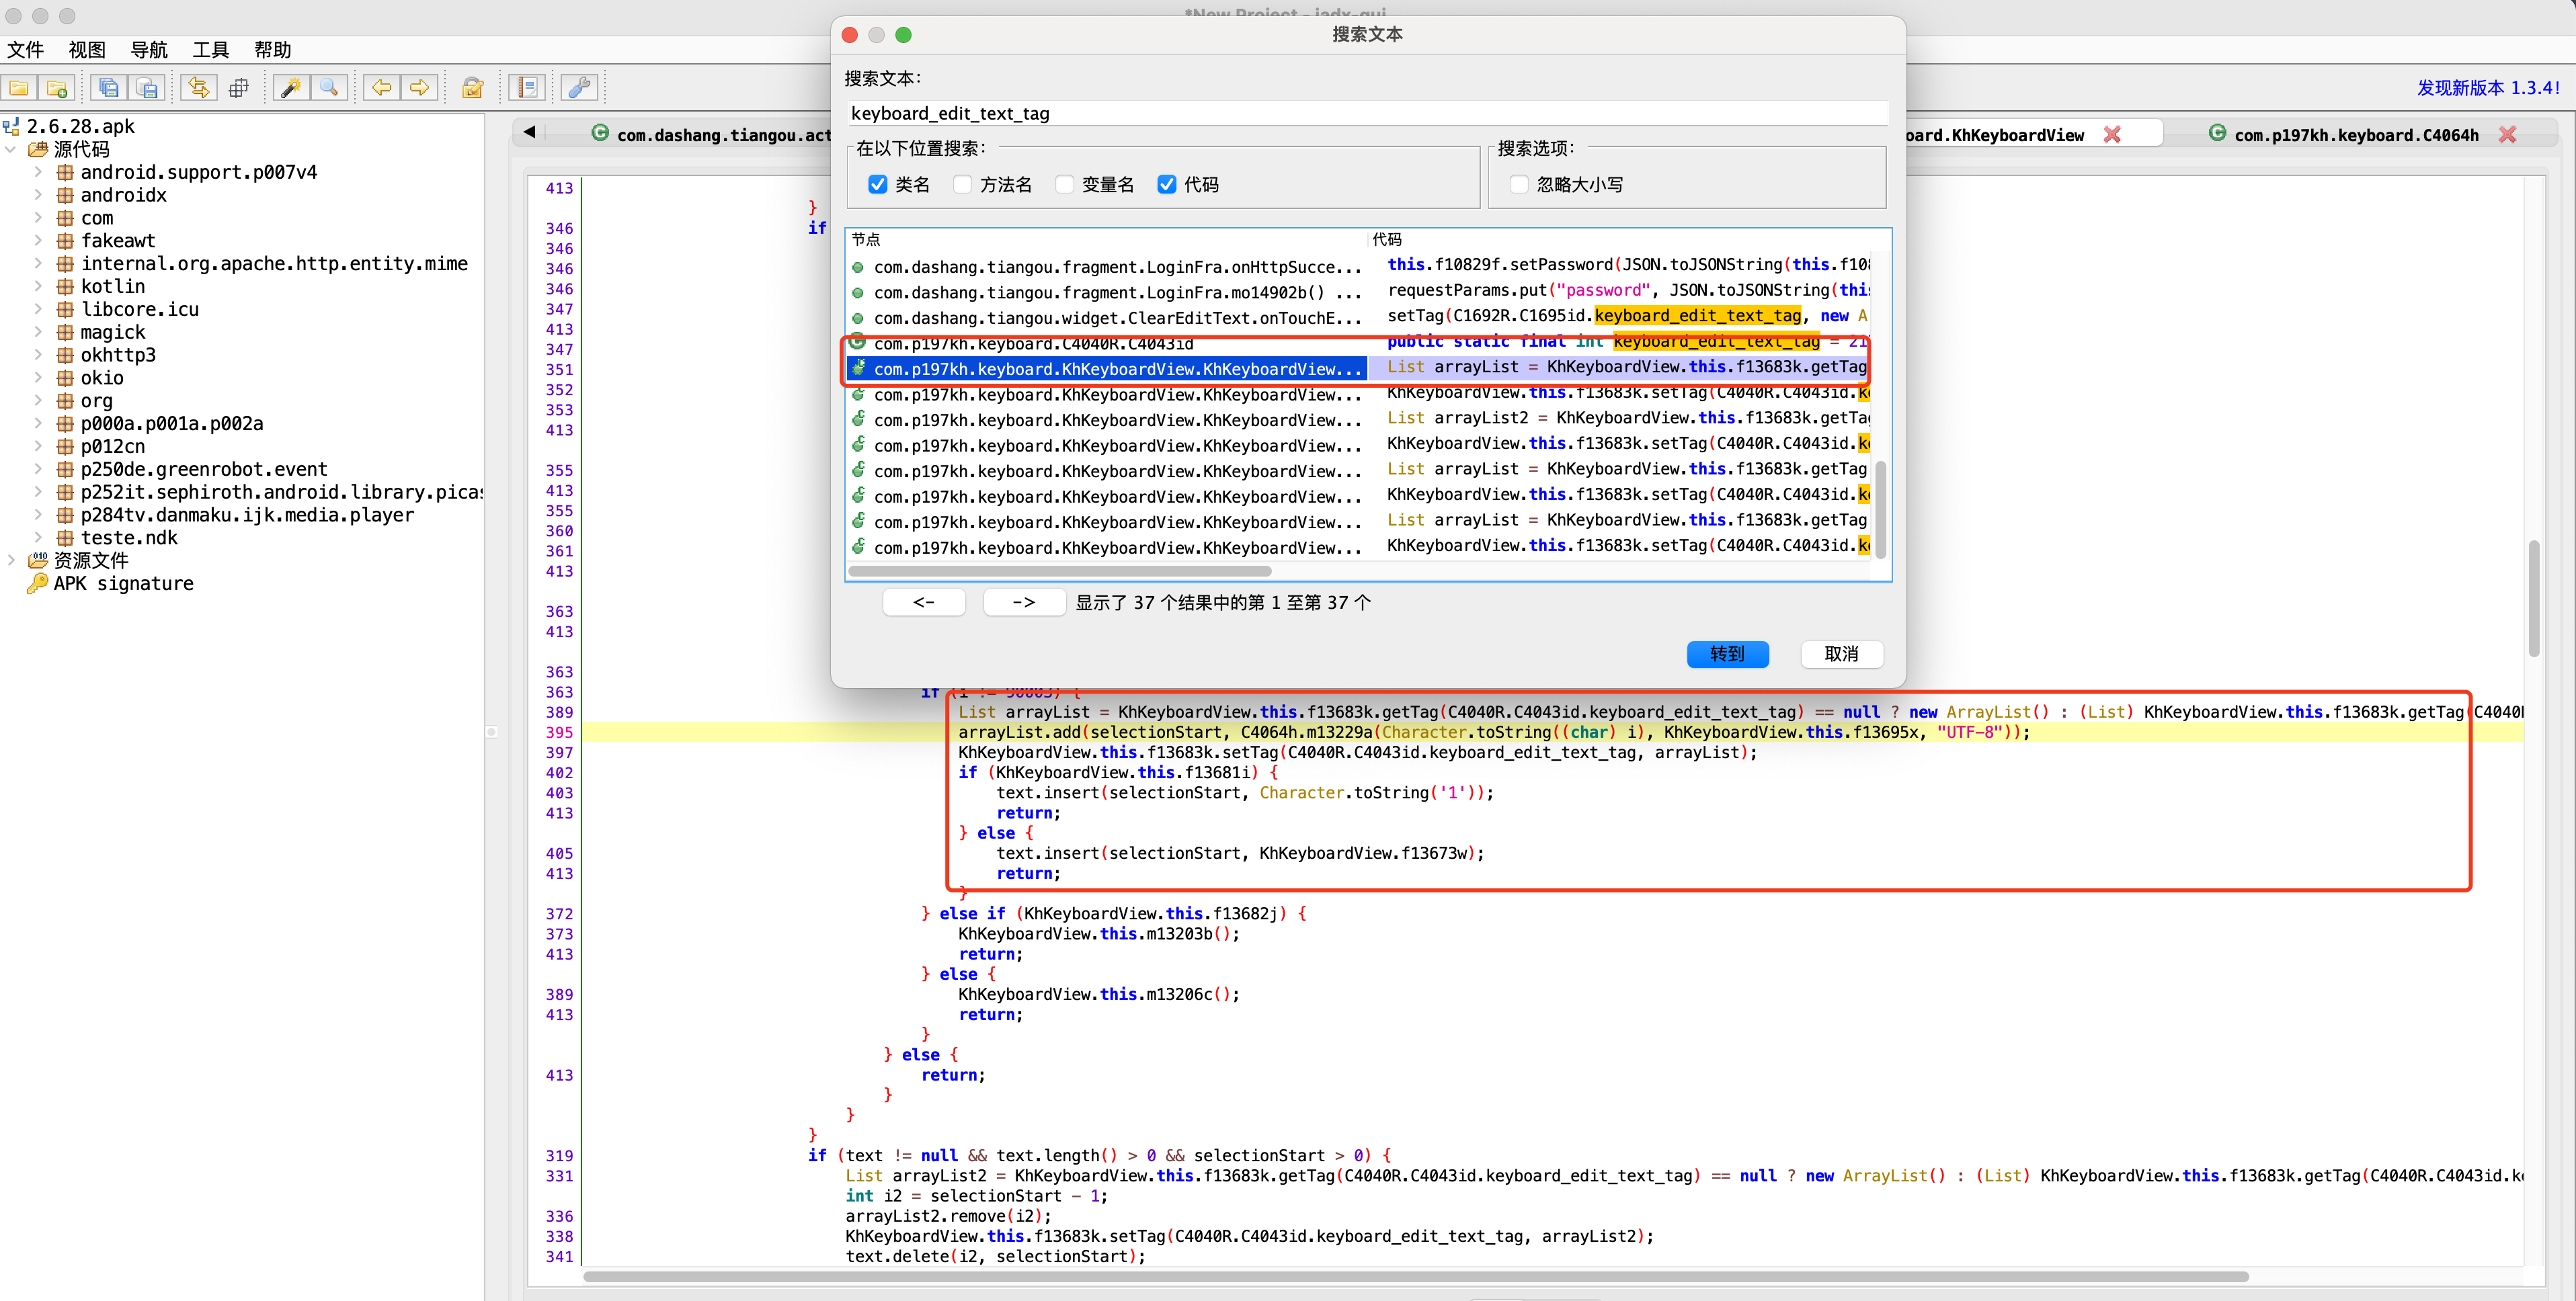 *New Project - jadx-gui
文件 视图 导航 工具 帮助
发现新版本 1.3.4!
2.6.28.apk
源代码
android.support.p007v4
androidx
com
fakeawt
internal.org.apache.http.entity.mime
kotlin
libcore.icu
magick
okhttp3
okio
org
p000a.p001a.p002a
p012cn
p250de.greenrobot.event
p252it.sephiroth.android.library.picas
p284tv.danmaku.ijk.media.player
teste.ndk
资源文件
APK signature
com.dashang.tiangou.act
oard.KhKeyboardView
com.p197kh.keyboard.C4064h
搜索文本
搜索文本:
keyboard_edit_text_tag
在以下位置搜索:
类名 方法名 变量名 代码
搜索选项:
忽略大小写
节点 代码
com.dashang.tiangou.fragment.LoginFra.onHttpSucce... this.f10829f.setPassword(JSON.toJSONString(this.f108
com.dashang.tiangou.fragment.LoginFra.mo14902b() ... requestParams.put("password", JSON.toJSONString(this
com.dashang.tiangou.widget.ClearEditText.onTouchE... setTag(C1692R.C1695id.keyboard_edit_text_tag, new A
com.p197kh.keyboard.C4040R.C4043id public static final int keyboard_edit_text_tag = 21
com.p197kh.keyboard.KhKeyboardView.KhKeyboardView... List arrayList = KhKeyboardView.this.f13683k.getTag
com.p197kh.keyboard.KhKeyboardView.KhKeyboardView... KhKeyboardView.this.f13683k.setTag(C4040R.C4043id.ke
com.p197kh.keyboard.KhKeyboardView.KhKeyboardView... List arrayList2 = KhKeyboardView.this.f13683k.getTag
com.p197kh.keyboard.KhKeyboardView.KhKeyboardView... KhKeyboardView.this.f13683k.setTag(C4040R.C4043id.ke
com.p197kh.keyboard.KhKeyboardView.KhKeyboardView... List arrayList = KhKeyboardView.this.f13683k.getTag
com.p197kh.keyboard.KhKeyboardView.KhKeyboardView... KhKeyboardView.this.f13683k.setTag(C4040R.C4043id.ke
com.p197kh.keyboard.KhKeyboardView.KhKeyboardView... List arrayList = KhKeyboardView.this.f13683k.getTag
com.p197kh.keyboard.KhKeyboardView.KhKeyboardView... KhKeyboardView.this.f13683k.setTag(C4040R.C4043id.ke
<- -> 显示了 37 个结果中的第 1 至第 37 个
转到 取消
413
}
346 if
346
346
346
347
413
347
351
352
353
413
355
413
355
360
361
413
363
413
363
363 if (i != 90003) {
389 List arrayList = KhKeyboardView.this.f13683k.getTag(C4040R.C4043id.keyboard_edit_text_tag) == null ? new ArrayList() : (List) KhKeyboardView.this.f13683k.getTag(C4040R
395 arrayList.add(selectionStart, C4064h.m13229a(Character.toString((char) i), KhKeyboardView.this.f13695x, "UTF-8"));
397 KhKeyboardView.this.f13683k.setTag(C4040R.C4043id.keyboard_edit_text_tag, arrayList);
402 if (KhKeyboardView.this.f13681i) {
403 text.insert(selectionStart, Character.toString('1'));
413 return;
} else {
405 text.insert(selectionStart, KhKeyboardView.f13673w);
413 return;
}
372 } else if (KhKeyboardView.this.f13682j) {
373 KhKeyboardView.this.m13203b();
413 return;
} else {
389 KhKeyboardView.this.m13206c();
413 return;
}
} else {
413 return;
}
}
}
319 if (text != null && text.length() > 0 && selectionStart > 0) {
331 List arrayList2 = KhKeyboardView.this.f13683k.getTag(C4040R.C4043id.keyboard_edit_text_tag) == null ? new ArrayList() : (List) KhKeyboardView.this.f13683k.getTag(C4040R.C4043id.ke
int i2 = selectionStart - 1;
336 arrayList2.remove(i2);
338 KhKeyboardView.this.f13683k.setTag(C4040R.C4043id.keyboard_edit_text_tag, arrayList2);
341 text.delete(i2, selectionStart);